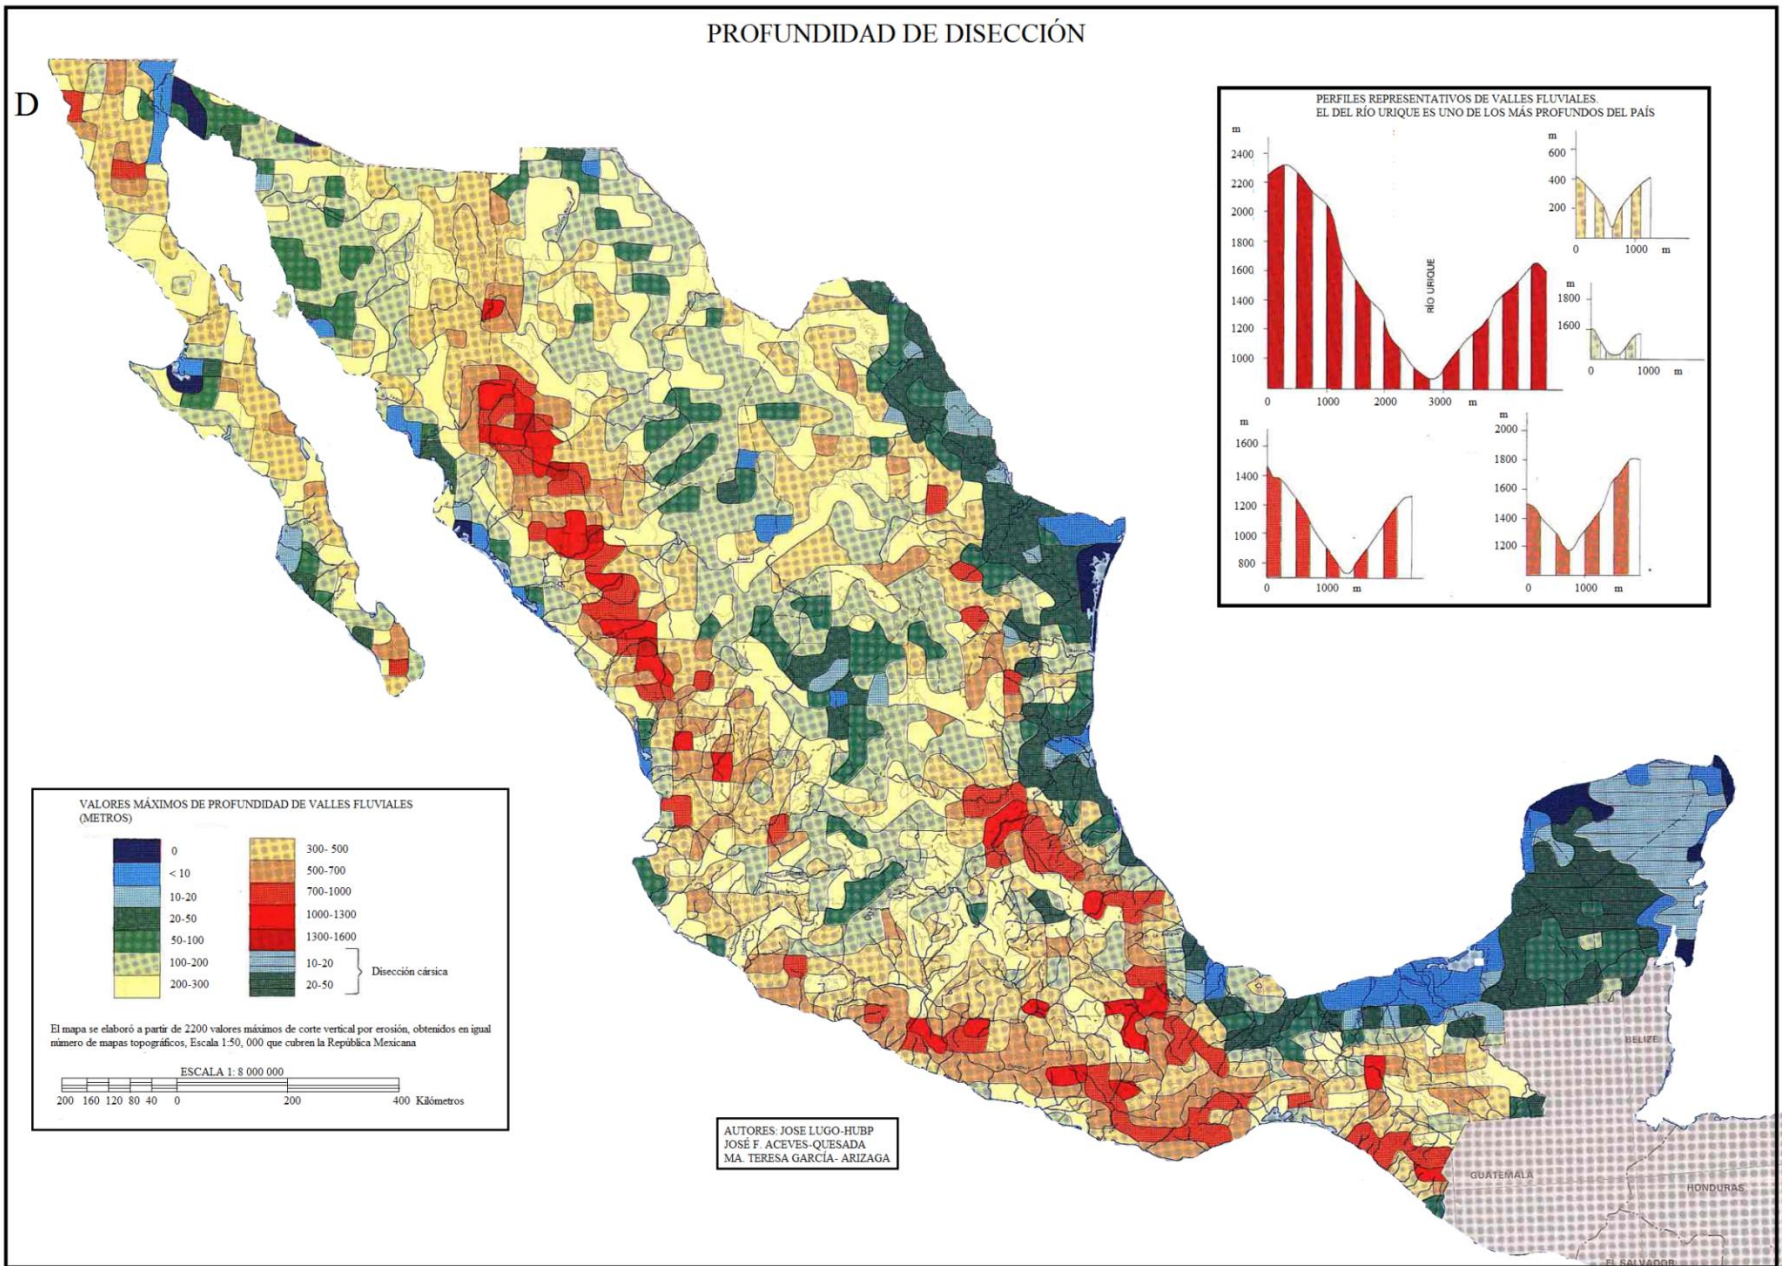 PROFUNDIDAD DE DISECCIÓN
D
PERFILES REPRESENTATIVOS DE VALLES FLUVIALES.
EL DEL RÍO URIQUE ES UNO DE LOS MÁS PROFUNDOS DEL PAÍS
m
2400
2200
2000
1800
1600
1400
1200
1000
0 1000 2000 3000 m
RÍO URIQUE
m
600
400
200
0 1000 m
m
1800
1600
0 1000 m
m
1600
1400
1200
1000
800
0 1000 m
m
2000
1800
1600
1400
1200
0 1000 m
VALORES MÁXIMOS DE PROFUNDIDAD DE VALLES FLUVIALES
(METROS)
0
< 10
10-20
20-50
50-100
100-200
200-300
300- 500
500-700
700-1000
1000-1300
1300-1600
10-20
20-50
Disección cársica
El mapa se elaboró a partir de 2200 valores máximos de corte vertical por erosión, obtenidos en igual
número de mapas topográficos, Escala 1:50, 000 que cubren la República Mexicana
ESCALA 1: 8 000 000
200 160 120 80 40 0 200 400 Kilómetros
AUTORES: JOSE LUGO-HUBP
JOSÉ F. ACEVES-QUESADA
MA. TERESA GARCÍA- ARIZAGA
BELIZE
GUATEMALA
HONDURAS
EL SALVADOR